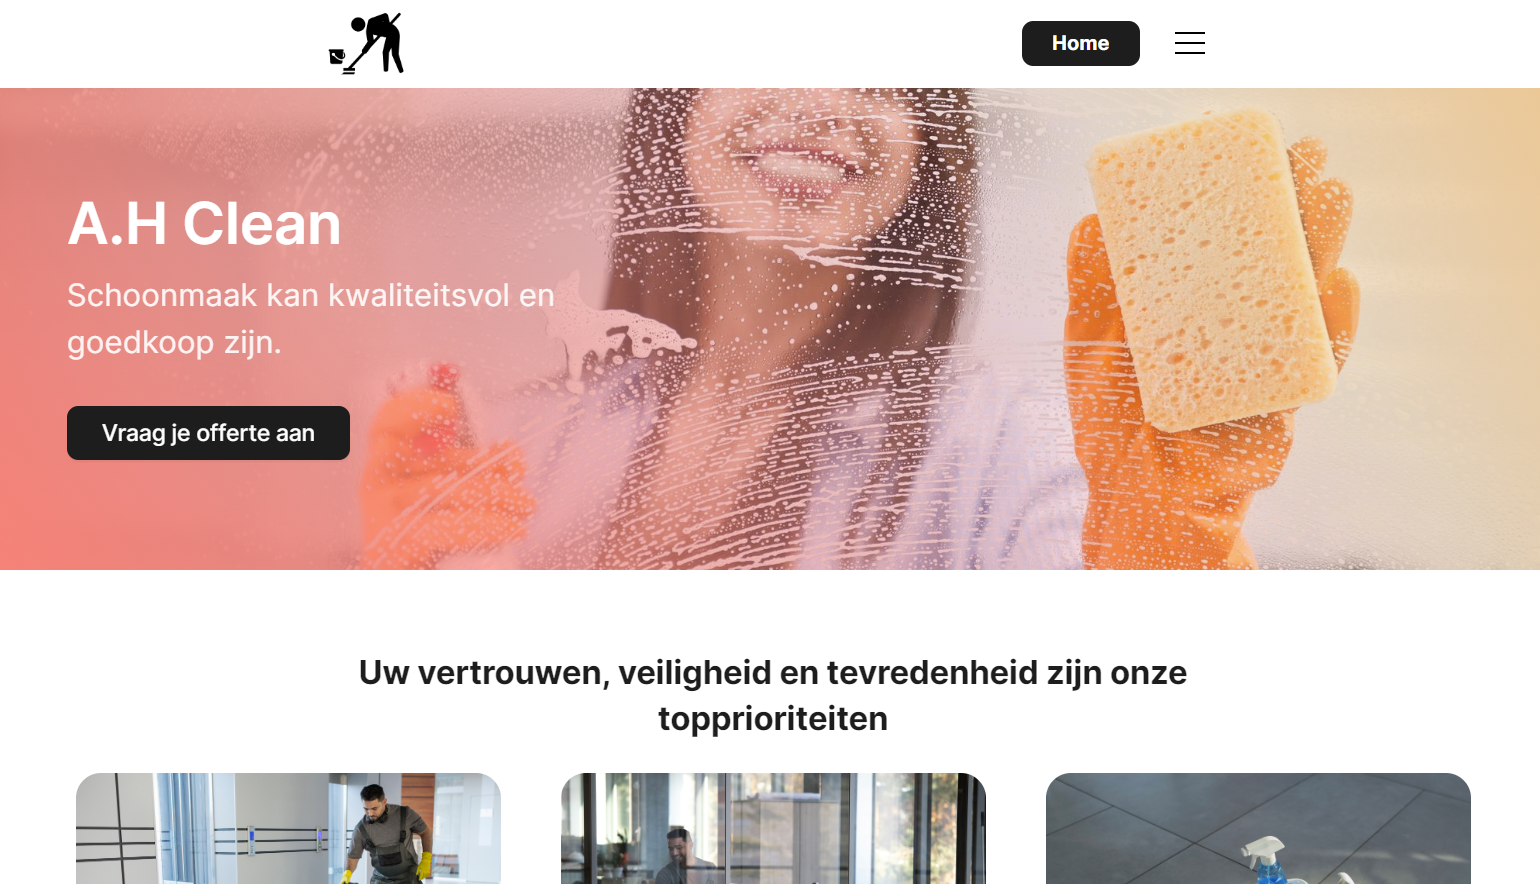 Home
A.H Clean
Schoonmaak kan kwaliteitsvol en
goedkoop zijn.
Vraag je offerte aan
Uw vertrouwen, veiligheid en tevredenheid zijn onze
topprioriteiten